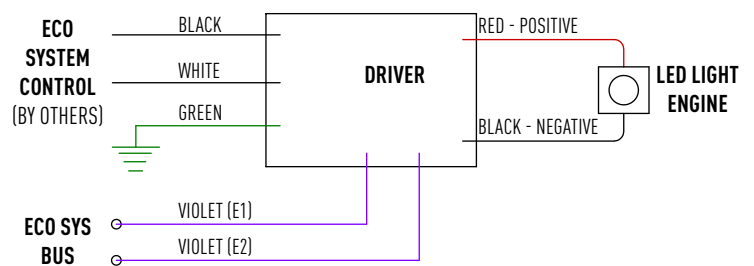 ECO
SYSTEM
CONTROL
(BY OTHERS)
BLACK
WHITE
GREEN
DRIVER
RED - POSITIVE
BLACK - NEGATIVE
LED LIGHT
ENGINE
ECO SYS
BUS
VIOLET (E1)
VIOLET (E2)